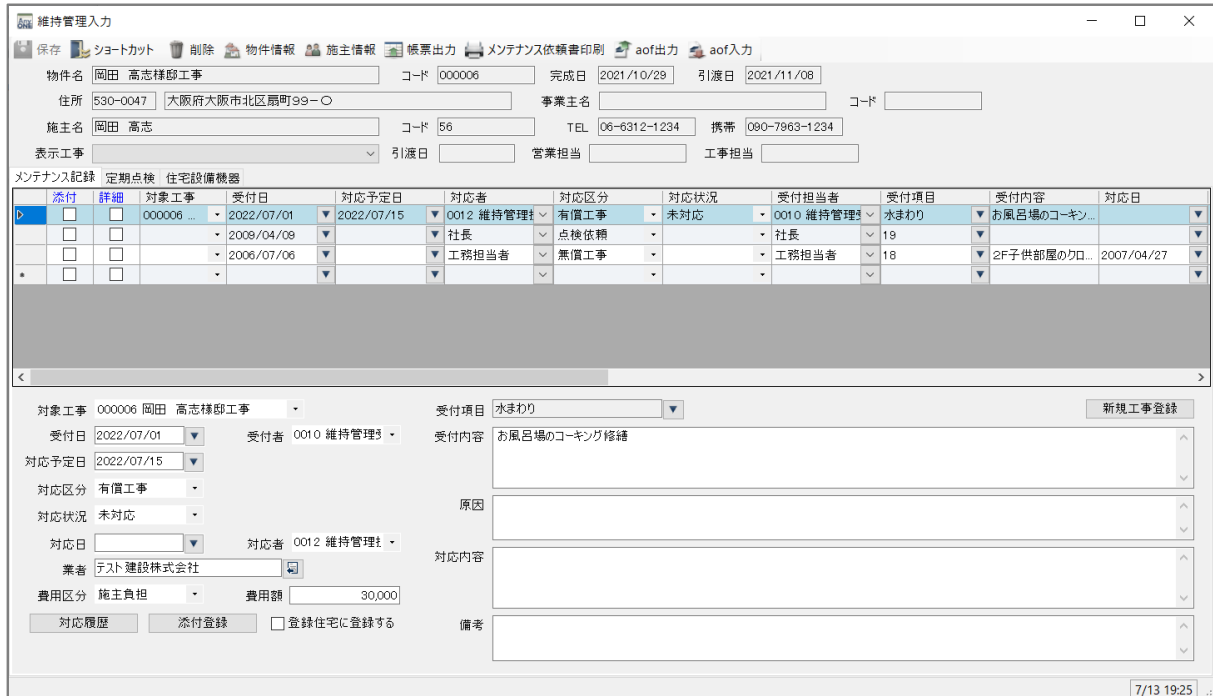 維持管理入力
保存 ショートカット 削除 物件情報 施主情報 帳票出力 メンテナンス依頼書印刷 aof出力 aof入力
物件名 岡田 高志様邸工事 コード 000006 完成日 2021/10/29 引渡日 2021/11/08
住所 530-0047 大阪府大阪市北区扇町99-〇 事業主名 コード
施主名 岡田 高志 コード 56 TEL 06-6312-1234 携帯 090-7963-1234
表示工事 引渡日 営業担当 工事担当
メンテナンス記録 定期点検 住宅設備機器
添付 詳細 対象工事 受付日 対応予定日 対応者 対応区分 対応状況 受付担当者 受付項目 受付内容 対応日
000006 ... 2022/07/01 2022/07/15 0012 維持管理 有償工事 未対応 0010 維持管理 水まわり お風呂場のコーキン...
2009/04/09 社長 点検依頼 社長 19
2006/07/06 工務担当者 無償工事 工務担当者 18 2F子供部屋のクロ... 2007/04/27
対象工事 000006 岡田 高志様邸工事 受付項目 水まわり 新規工事登録
受付日 2022/07/01 受付者 0010 維持管理 受付内容 お風呂場のコーキング修繕
対応予定日 2022/07/15
対応区分 有償工事
原因
対応状況 未対応
対応日 対応者 0012 維持管理
対応内容
業者 テスト建設株式会社
費用区分 施主負担 費用額 30,000
対応履歴 添付登録 登録住宅に登録する 備考
7/13 19:25